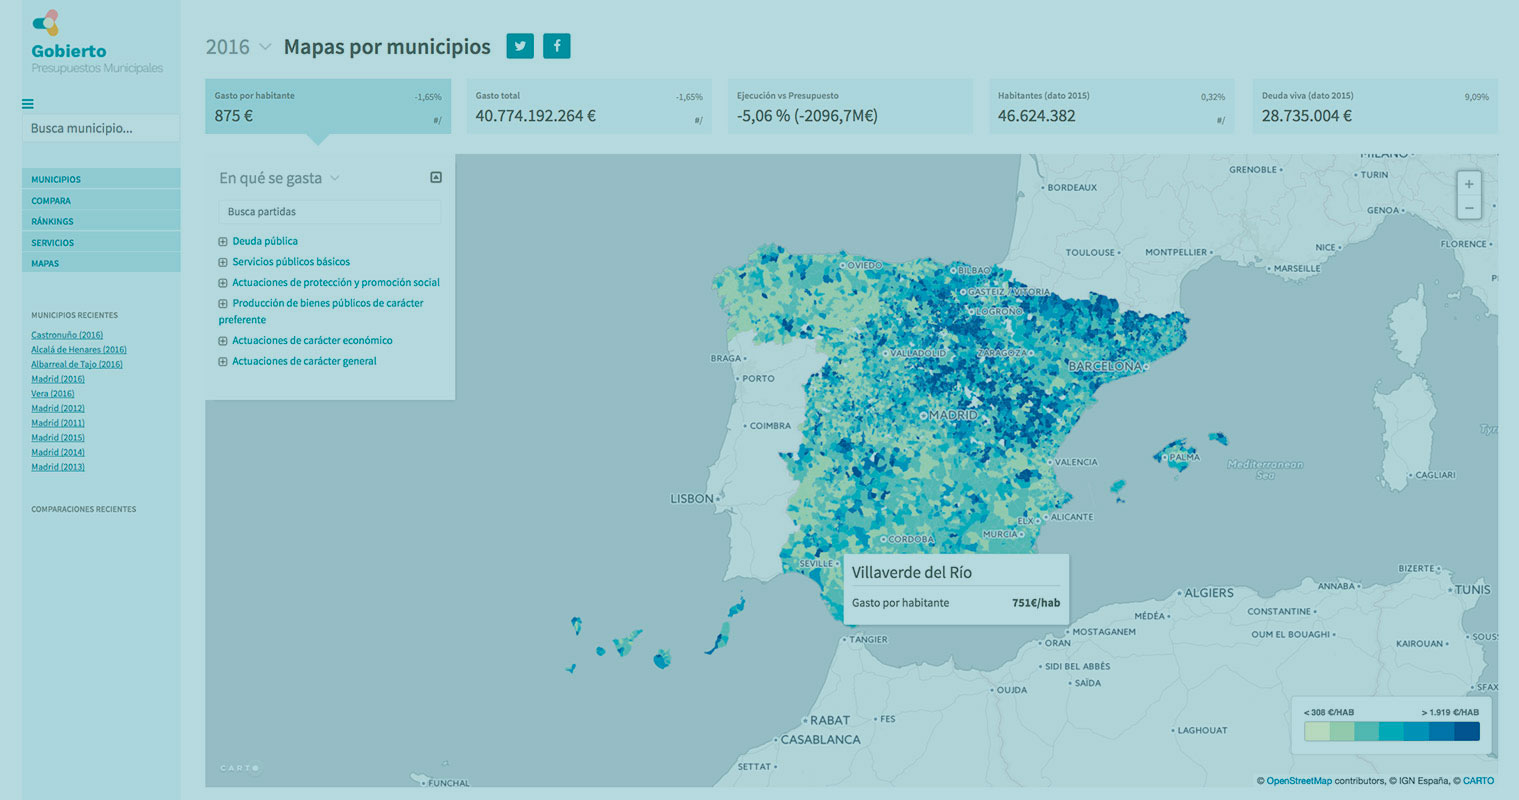 Gobierto
Presupuestos Municipales
Busca municipio...
MUNICIPIOS
COMPARA
RÁNKINGS
SERVICIOS
MAPAS
MUNICIPIOS RECIENTES
Castronuño (2016)
Alcalá de Henares (2016)
Albarreal de Tajo (2016)
Madrid (2016)
Vera (2016)
Madrid (2012)
Madrid (2011)
Madrid (2015)
Madrid (2014)
Madrid (2013)
COMPARACIONES RECIENTES
2016 Mapas por municipios
Gasto por habitante -1,65%
875 € #/
Gasto total -1,65%
40.774.192.264 € #/
Ejecución vs Presupuesto
-5,06 % (-2096,7M€)
Habitantes (dato 2015) 0,32%
46.624.382 #/
Deuda viva (dato 2015) 9,09%
28.735.004 €
En qué se gasta
Busca partidas
Deuda pública
Servicios públicos básicos
Actuaciones de protección y promoción social
Producción de bienes públicos de carácter
preferente
Actuaciones de carácter económico
Actuaciones de carácter general
MILANO
GRENOBLE
TURIN
BORDEAUX
GENOA
TOULOUSE
MONTPELLIER
NICE
FLORENCE
MARSEILLE
OVIEDO
BILBAO
GASTEIZ / VITORIA
LOGROÑO
VALLADOLID
ZARAGOZA
BARCELONA
BRAGA
PORTO
COIMBRA
MADRID
VALENCIA
PALMA
Mediterranean
Sea
Tyr
CAGLIARI
LISBON
ELX
ALICANTE
MURCIA
CORDOBA
SEVILLE
Villaverde del Río
Gasto por habitante 751€/hab
TANGIER
ALGIERS
BIZERTE
ANNABA
TUNIS
MÉDÉA
CONSTANTINE
MOSTAGANEM
OUM EL BOUAGHI
ORAN
KAIROUAN
SOUS
SIDI BEL ABBÈS
SAÏDA
OUJDA
SFAX
RABAT
FES
CASABLANCA
LAGHOUAT
SETTAT
FUNCHAL
< 308 €/HAB > 1.919 €/HAB
CARTO
© OpenStreetMap contributors, © IGN España, © CARTO